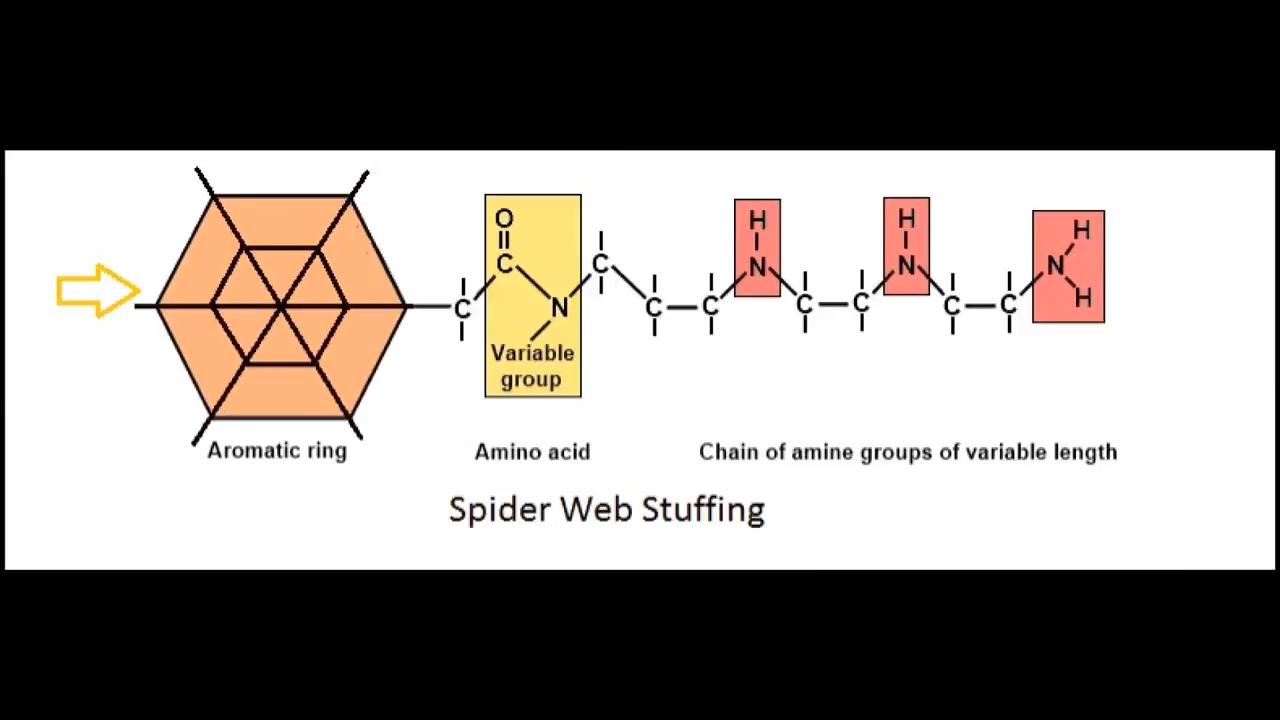 O
C
N
Variable
group
C
C
C
C
H
N
C
C
H
N
C
C
N
H
H
Aromatic ring
Amino acid
Chain of amine groups of variable length
Spider Web Stuffing